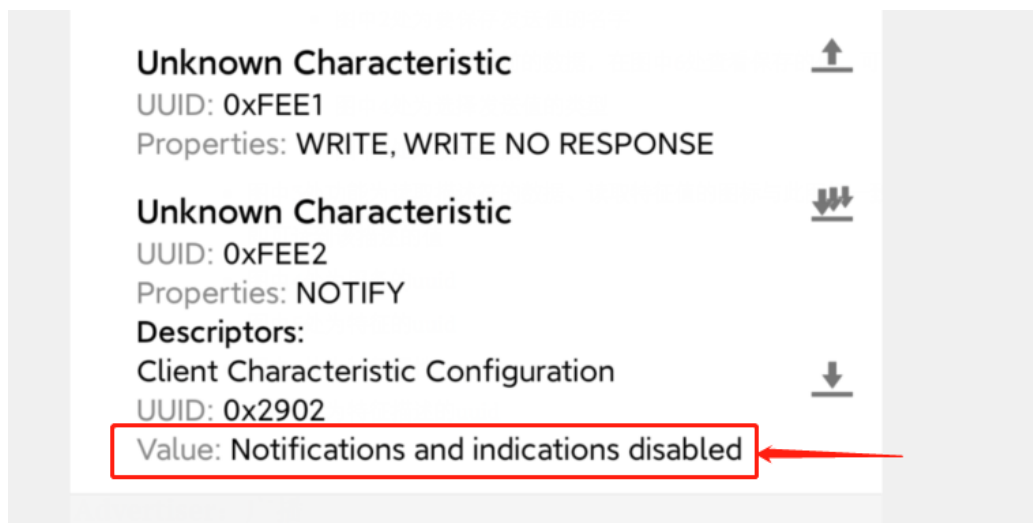 Unknown Characteristic
UUID: 0xFEE1
Properties: WRITE, WRITE NO RESPONSE
Unknown Characteristic
UUID: 0xFEE2
Properties: NOTIFY
Descriptors:
Client Characteristic Configuration
UUID: 0x2902
Value: Notifications and indications disabled